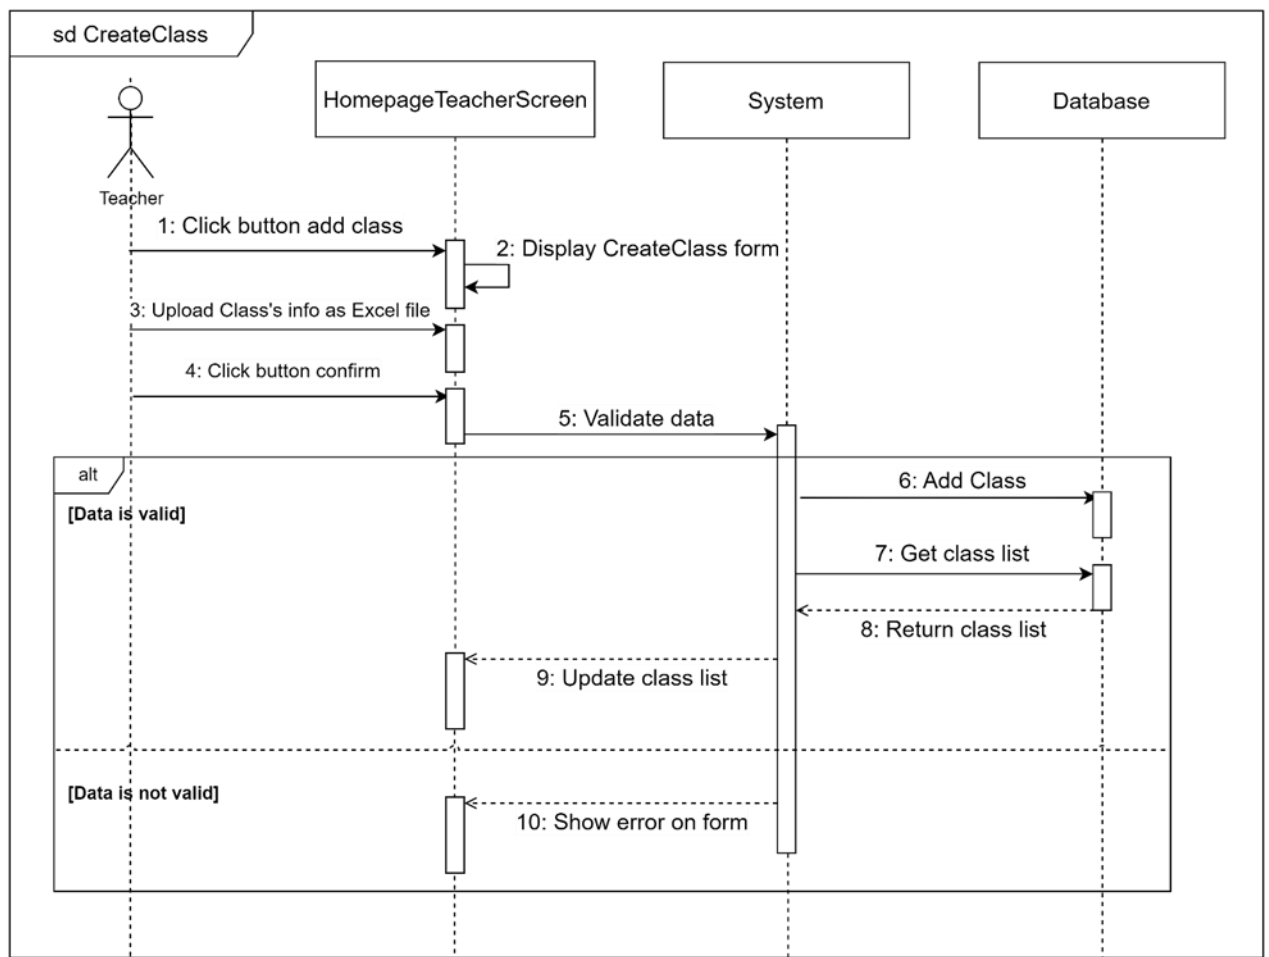 sd CreateClass
HomepageTeacherScreen
System
Database
Teacher
1: Click button add class
2: Display CreateClass form
3: Upload Class's info as Excel file
4: Click button confirm
5: Validate data
alt
6: Add Class
[Data is valid]
7: Get class list
8: Return class list
9: Update class list
[Data is not valid]
10: Show error on form